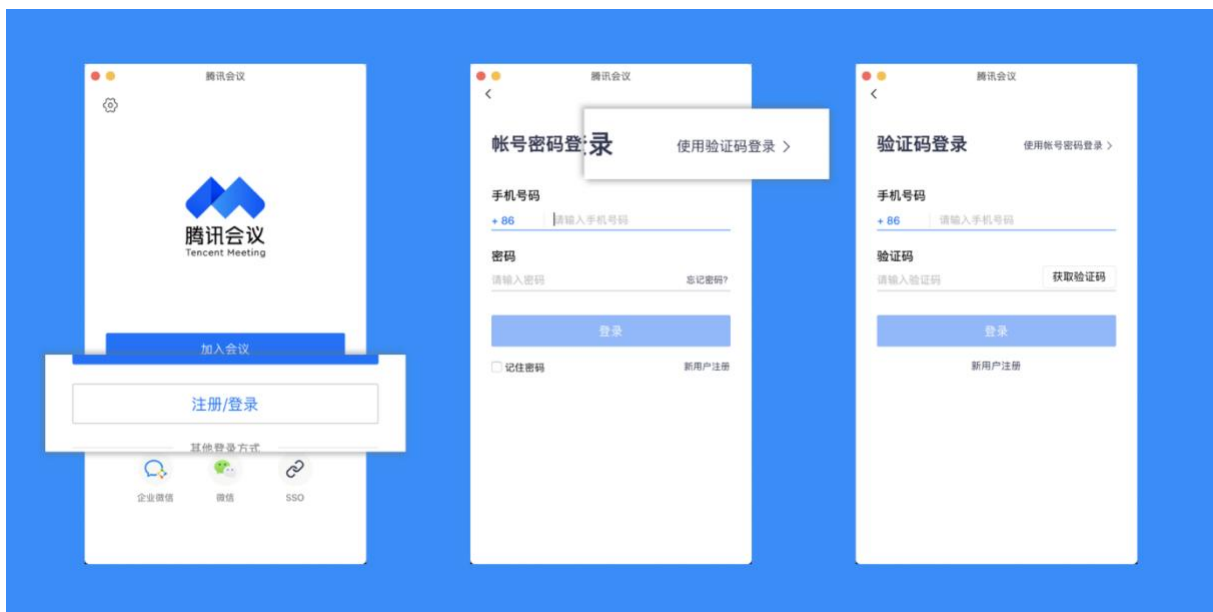 腾讯会议
腾讯会议
Tencent Meeting
加入会议
注册/登录
其他登录方式
企业微信 微信 SSO
腾讯会议
帐号密码登录 使用验证码登录 >
手机号码
+ 86 请输入手机号码
密码
请输入密码 忘记密码?
登录
记住密码 新用户注册
腾讯会议
验证码登录 使用帐号密码登录 >
手机号码
+ 86 请输入手机号码
验证码
请输入验证码 获取验证码
登录
新用户注册